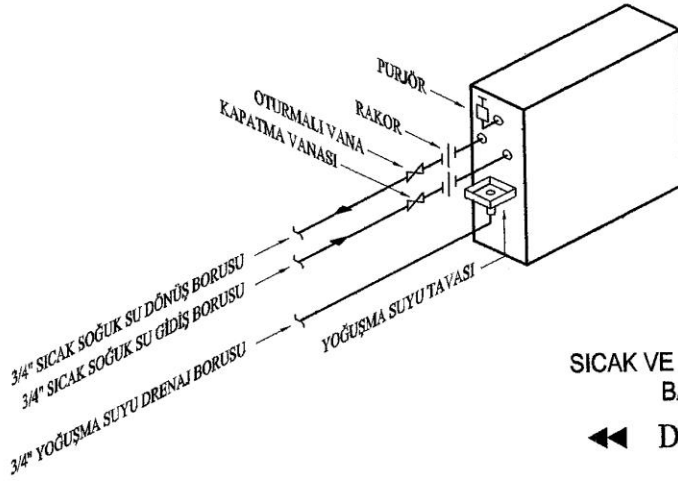 PURJÖR
OTURMALI VANA
RAKOR
KAPATMA VANASI
3/4" SICAK SOĞUK SU DÖNÜŞ BORUSU
3/4" SICAK SOĞUK SU GİDİŞ BORUSU
YOĞUŞMA SUYU TAVASI
3/4" YOĞUŞMA SUYU DRENAJ BORUSU
SICAK VE